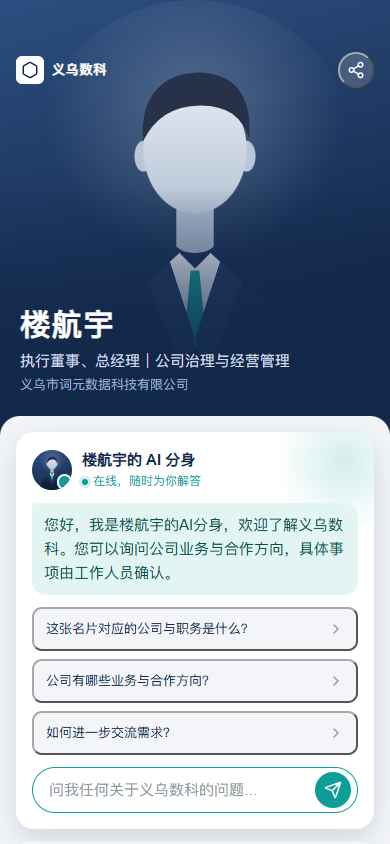 义乌数科
楼航宇
执行董事、总经理｜公司治理与经营管理
义乌市词元数据科技有限公司
楼航宇的 AI 分身
在线，随时为你解答
您好，我是楼航宇的AI分身，欢迎了解义乌数
科。您可以询问公司业务与合作方向，具体事
项由工作人员确认。
这张名片对应的公司与职务是什么？
公司有哪些业务与合作方向？
如何进一步交流需求？
问我任何关于义乌数科的问题...